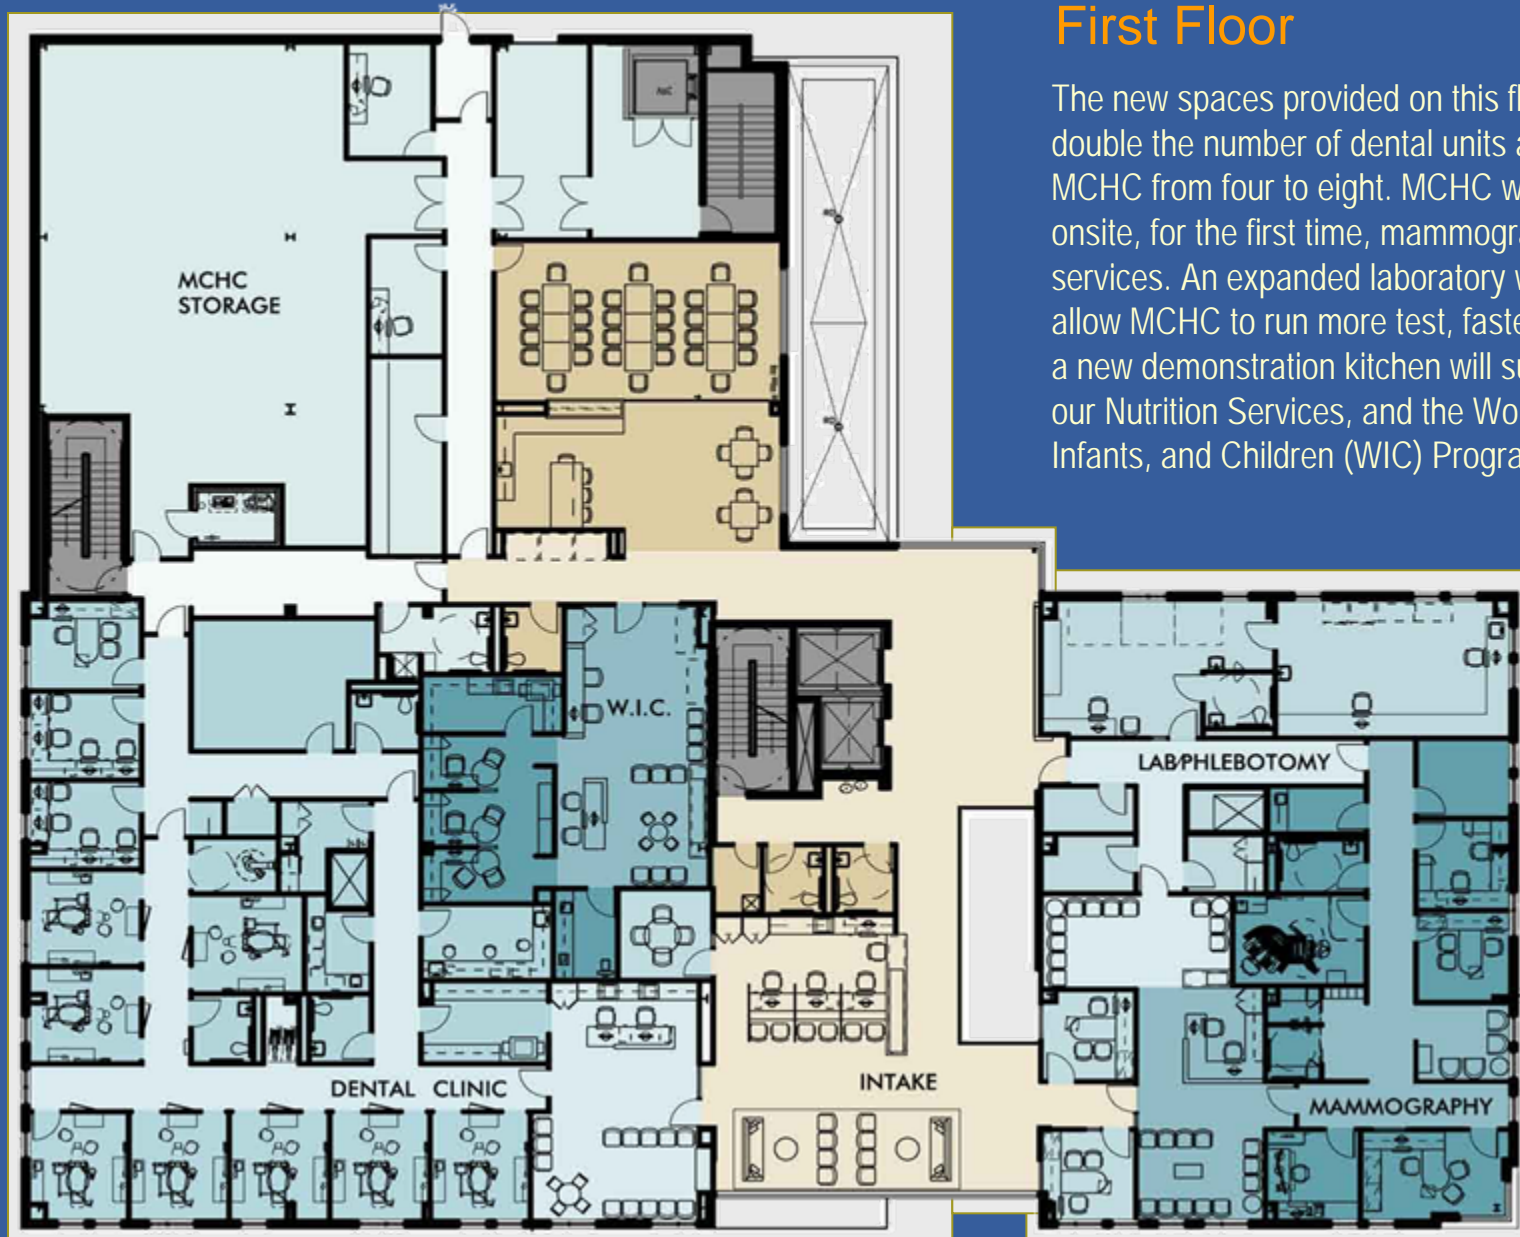 First Floor
The new spaces provided on this fl
double the number of dental units a
MCHC from four to eight. MCHC w
onsite, for the first time, mammogra
services. An expanded laboratory w
allow MCHC to run more test, faste
a new demonstration kitchen will su
our Nutrition Services, and the Wo
Infants, and Children (WIC) Progra
MCHC
STORAGE
W.I.C.
LAB/PHLEBOTOMY
DENTAL CLINIC
INTAKE
MAMMOGRAPHY